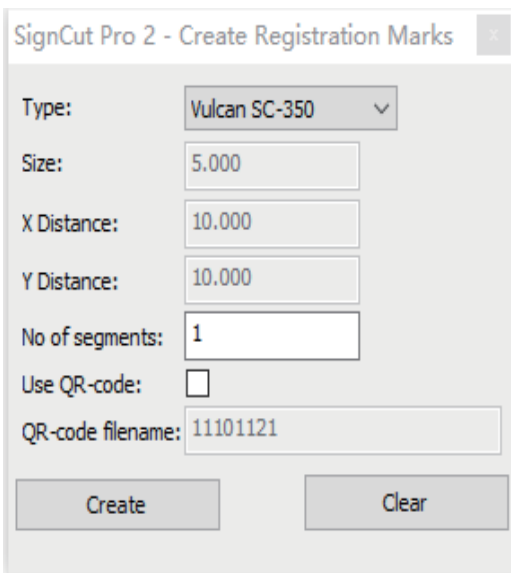 SignCut Pro 2 - Create Registration Marks x
Type: Vulcan SC-350
Size: 5.000
X Distance: 10.000
Y Distance: 10.000
No of segments: 1
Use QR-code:
QR-code filename: 11101121
Create Clear